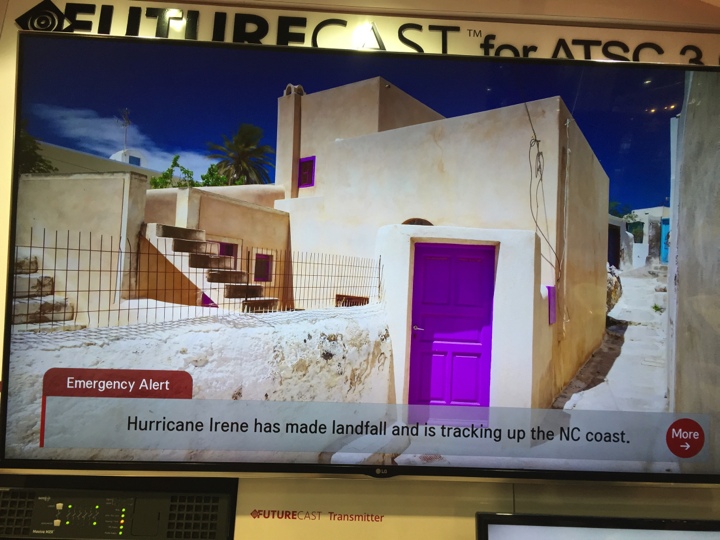 FUTURECAST™ for ATSC 3.
Emergency Alert
Hurricane Irene has made landfall and is tracking up the NC coast.
More
LG
FUTURECAST Transmitter